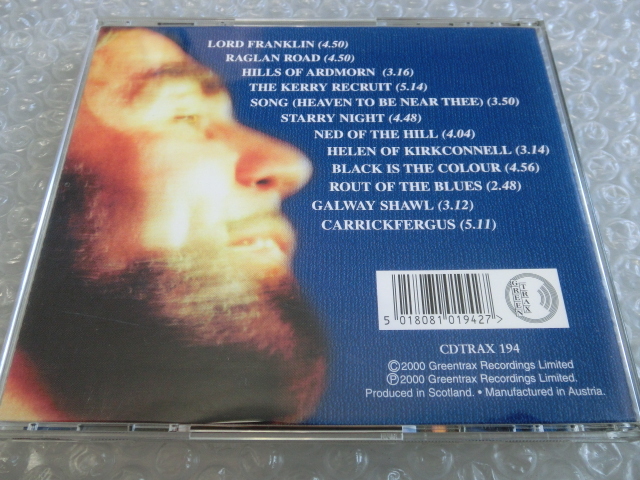 LORD FRANKLIN (4.50)
RAGLAN ROAD (4.50)
HILLS OF ARDMORN (3.16)
THE KERRY RECRUIT (5.14)
SONG (HEAVEN TO BE NEAR THEE) (3.50)
STARRY NIGHT (4.48)
NED OF THE HILL (4.04)
HELEN OF KIRKCONNELL (3.14)
BLACK IS THE COLOUR (4.56)
ROUT OF THE BLUES (2.48)
GALWAY SHAWL (3.12)
CARRICKFERGUS (5.11)
GREEN
TRAX
5 018081 019427 >
CDTRAX 194
©2000 Greentrax Recordings Limited
℗2000 Greentrax Recordings Limited.
Produced in Scotland. • Manufactured in Austria.